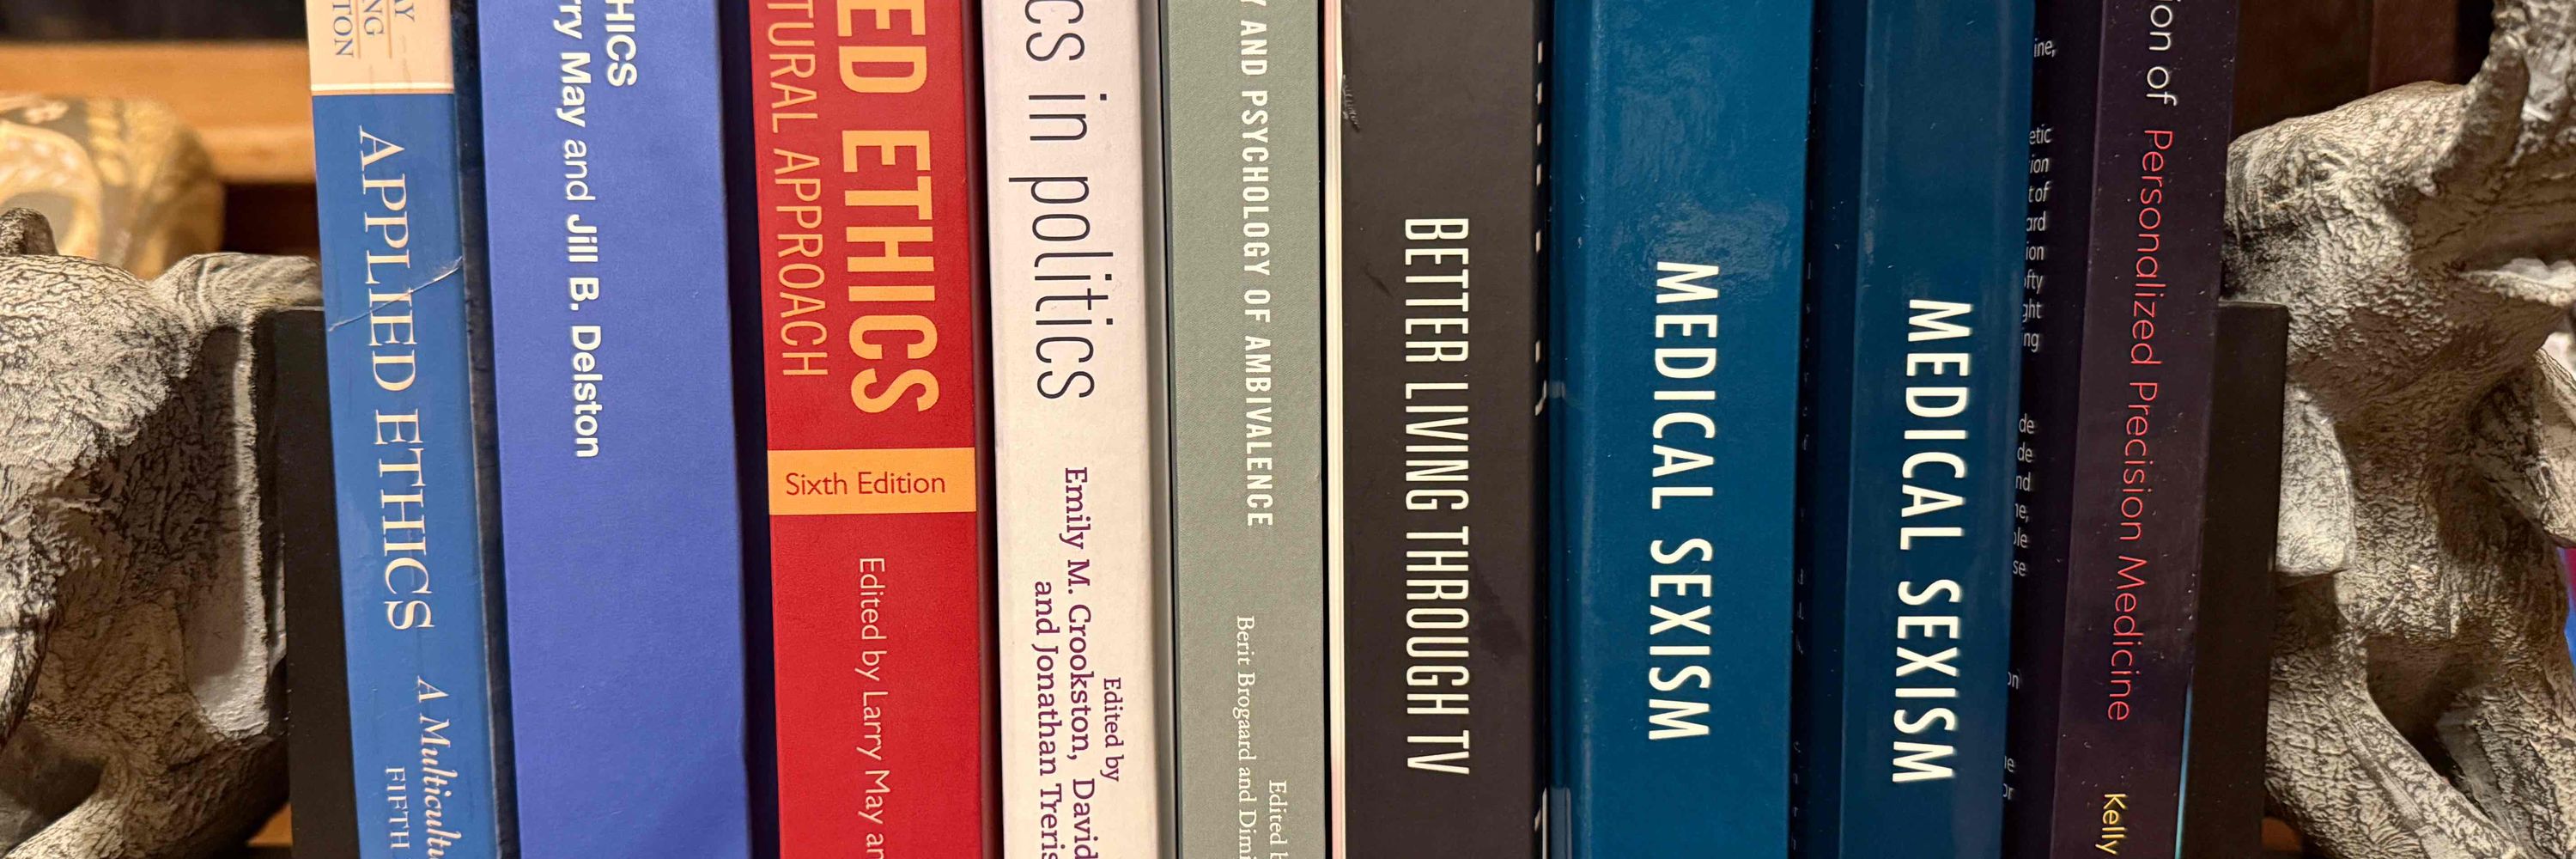 APPLIED ETHICS
A Multicultu
FIFTH
HICS
rry May and Jill B. Delston
ED ETHICS
TURAL APPROACH
Sixth Edition
Edited by Larry May an
cs in politics
Edited by
Emily M. Crookston, David
and Jonathan Treris
Y AND PSYCHOLOGY OF AMBIVALENCE
Edited b
Berit Brogaard and Dimi
BETTER LIVING THROUGH TV
MEDICAL SEXISM
MEDICAL SEXISM
ion of Personalized Precision Medicine
Kelly